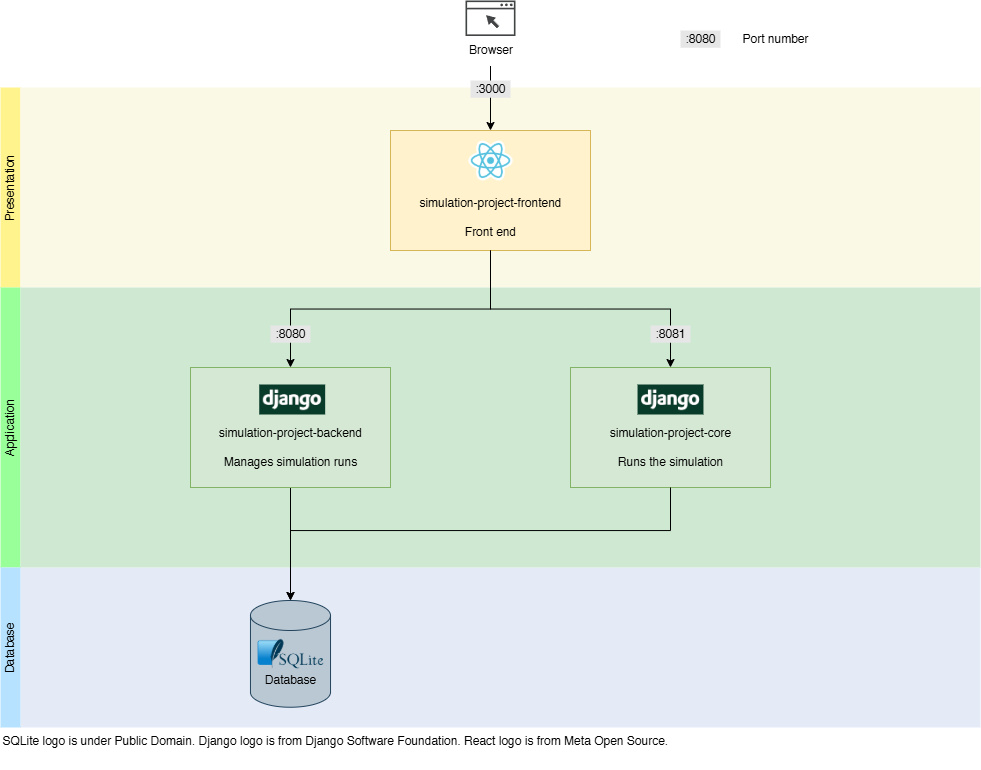 Browser
:8080 Port number
:3000
Presentation
simulation-project-frontend
Front end
Application
:8080
:8081
django
django
simulation-project-backend
simulation-project-core
Manages simulation runs
Runs the simulation
Database
SQLite
Database
SQLite logo is under Public Domain. Django logo is from Django Software Foundation. React logo is from Meta Open Source.